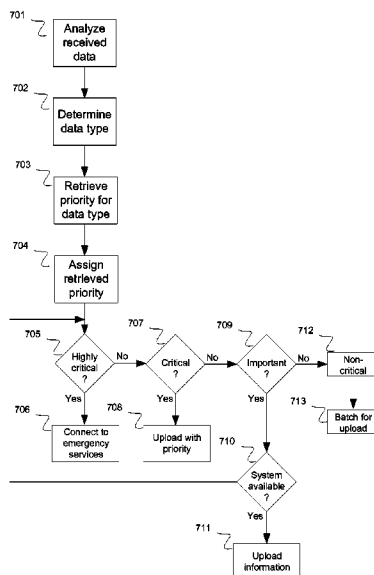 701
Analyze
received
data
702
Determine
data type
703
Retrieve
priority for
data type
704
Assign
retrieved
priority
705
Highly
critical
?
No
Yes
706
Connect to
emergency
services
707
Critical
?
No
Yes
708
Upload with
priority
709
Important
?
No
Yes
712
Non-
critical
713
Batch for
upload
710
System
available
?
Yes
711
Upload
information